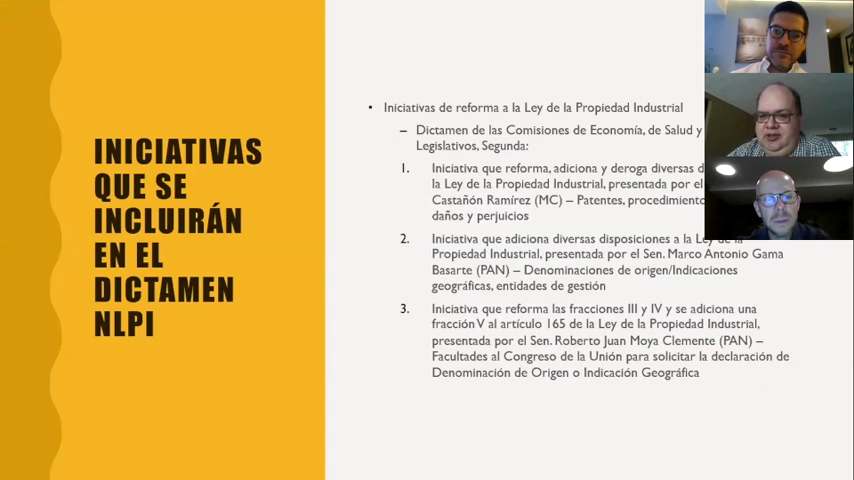 INICIATIVAS
QUE SE
INCLUIRÁN
EN EL
DICTAMEN
NLPI
• Iniciativas de reforma a la Ley de la Propiedad Industrial
– Dictamen de las Comisiones de Economía, de Salud y
Legislativos, Segunda:
1. Iniciativa que reforma, adiciona y deroga diversas
la Ley de la Propiedad Industrial, presentada por el
Castañón Ramírez (MC) – Patentes, procedimiento
daños y perjuicios
2. Iniciativa que adiciona diversas disposiciones a la Ley de la
Propiedad Industrial, presentada por el Sen. Marco Antonio Gama
Basarte (PAN) – Denominaciones de origen/Indicaciones
geográficas, entidades de gestión
3. Iniciativa que reforma las fracciones III y IV y se adiciona una
fracción V al artículo 165 de la Ley de la Propiedad Industrial,
presentada por el Sen. Roberto Juan Moya Clemente (PAN) –
Facultades al Congreso de la Unión para solicitar la declaración de
Denominación de Origen o Indicación Geográfica